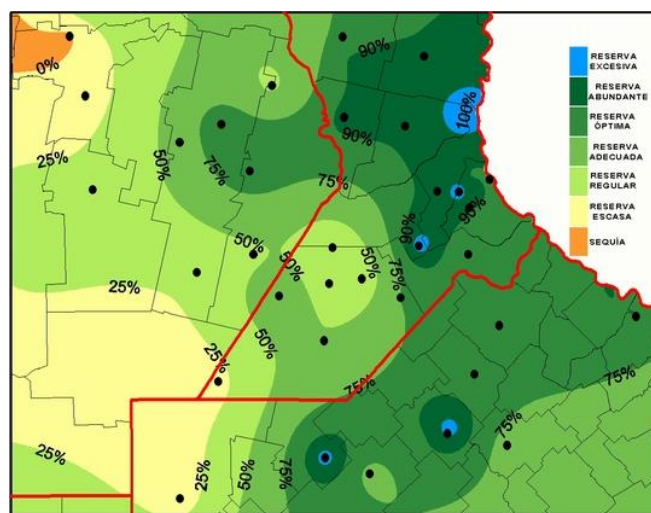 90%
0%
RESERVA
EXCESIVA
RESERVA
ABUNDANTE
100%
RESERVA
ÓPTIMA
90%
25%
50%
75%
RESERVA
ADECUADA
75%
RESERVA
REGULAR
90%
RESERVA
ESCASA
90%
50%
SEQUÍA
50%
50%
75%
25%
50%
25%
75%
75%
75%
25%
25%
50%
75%